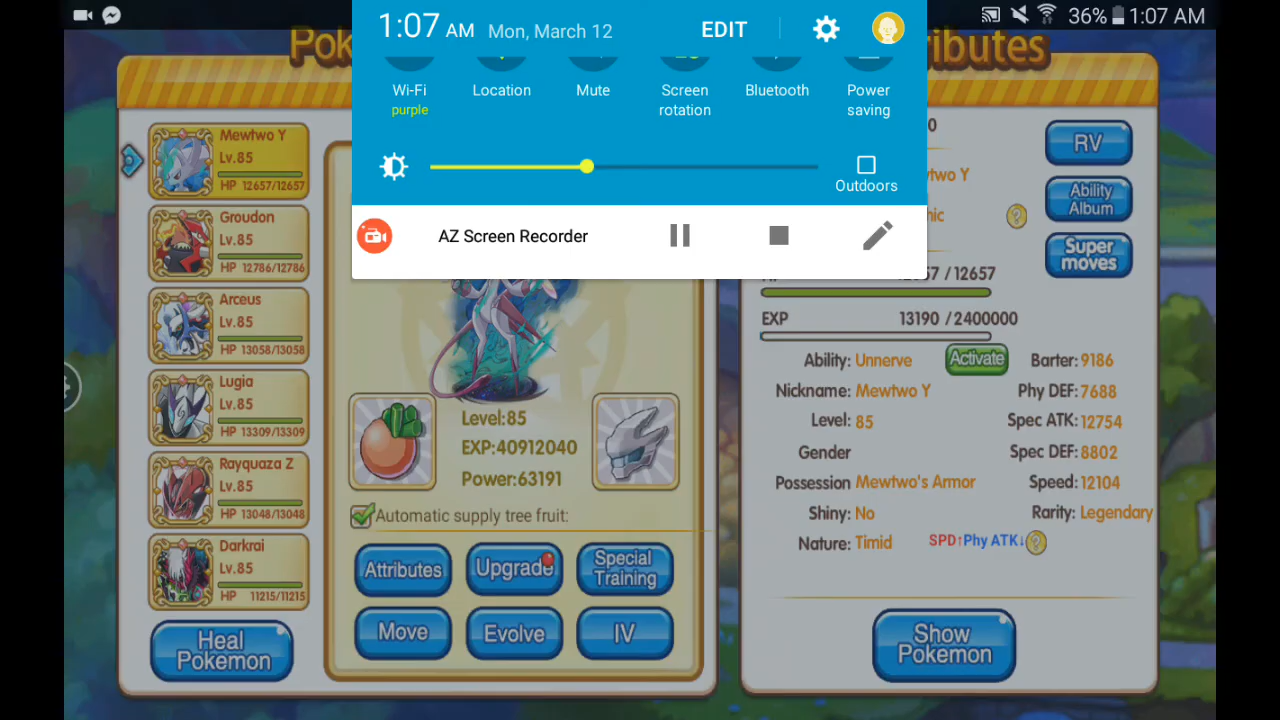 36% 1:07 AM
1:07 AM Mon, March 12 EDIT
Wi-Fi
purple
Location
Mute
Screen
rotation
Bluetooth
Power
saving
Outdoors
AZ Screen Recorder
Mewtwo Y
Lv.85
HP 12657/12657
Groudon
Lv.85
HP 12786/12786
Arceus
Lv.85
HP 13058/13058
Lugia
Lv.85
HP 13309/13309
Rayquaza Z
Lv.85
HP 13048/13048
Darkrai
Lv.85
HP 11215/11215
Heal
Pokemon
Level:85
EXP:40912040
Power:63191
Automatic supply tree fruit:
Attributes
Upgrade
Special
Training
Move
Evolve
IV
RV
Ability
Album
Super
moves
/12657
EXP 13190 /2400000
Ability: Unnerve Activate Barter: 9186
Nickname: Mewtwo Y Phy DEF: 7688
Level: 85 Spec ATK: 12754
Gender Spec DEF: 8802
Possession Mewtwo's Armor Speed: 12104
Shiny: No Rarity: Legendary
Nature: Timid SPD↑Phy ATK↓
Show
Pokemon